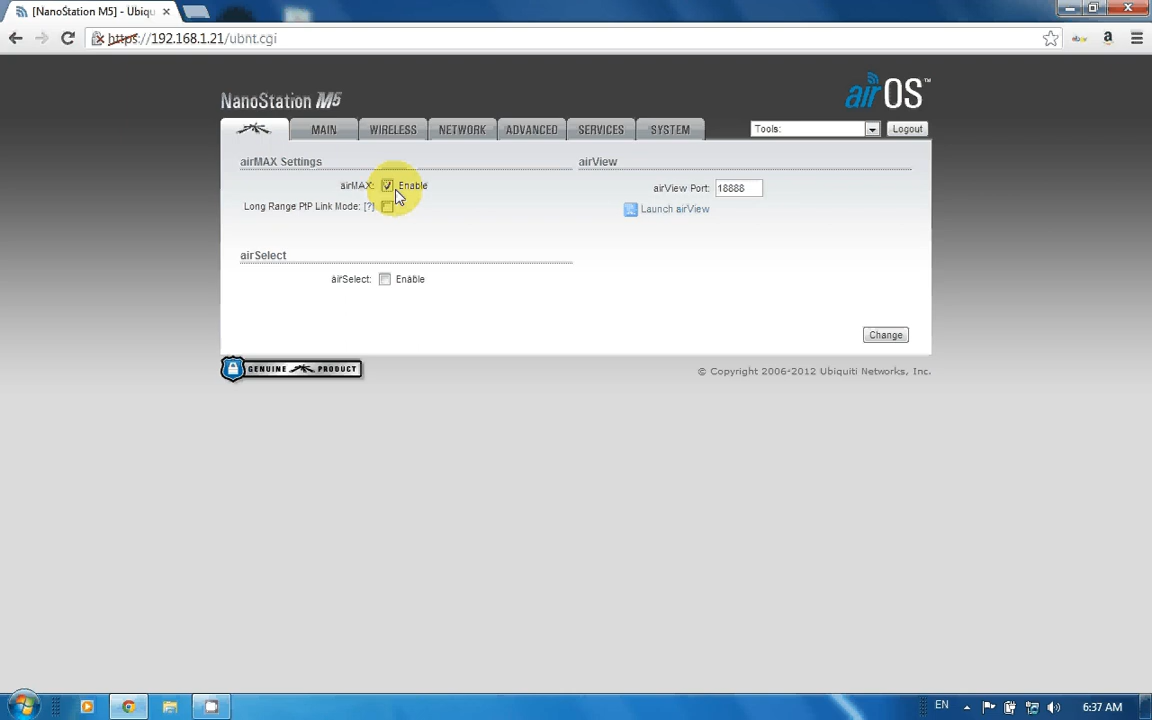 [NanoStation M5] - Ubiqu
https://192.168.1.21/ubnt.cgi
NanoStation M5
airOS™
MAIN WIRELESS NETWORK ADVANCED SERVICES SYSTEM
Tools: Logout
airMAX Settings
airMAX: Enable
Long Range PtP Link Mode: [?]
airSelect
airSelect: Enable
airView
airView Port: 18888
Launch airView
Change
GENUINE PRODUCT
© Copyright 2006-2012 Ubiquiti Networks, Inc.
EN 6:37 AM